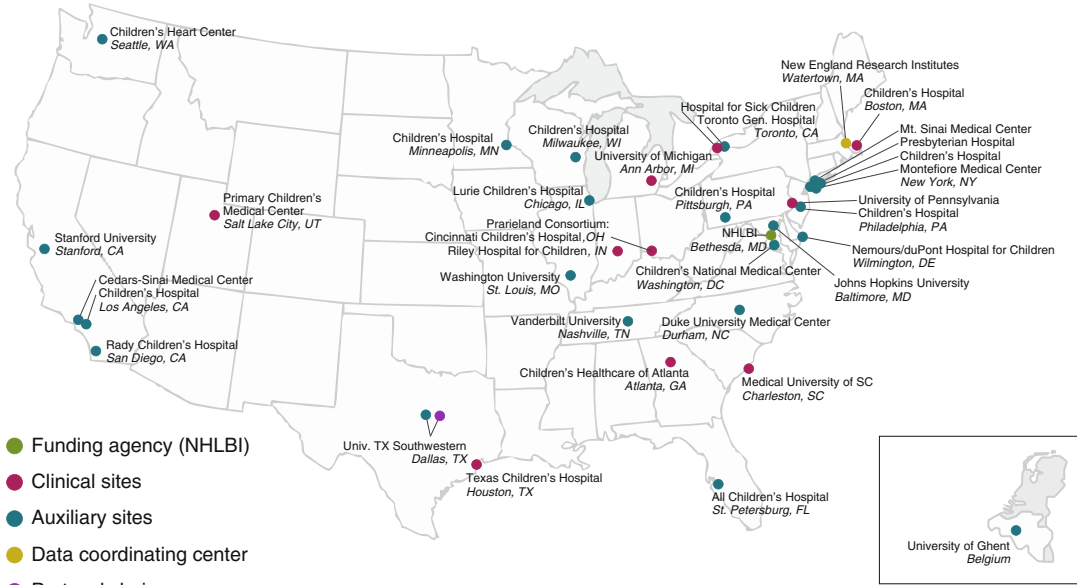 Children's Heart Center
Seattle, WA
New England Research Institutes
Watertown, MA
Children's Hospital
Boston, MA
Hospital for Sick Children
Toronto Gen. Hospital
Toronto, CA
Mt. Sinai Medical Center
Presbyterian Hospital
Children's Hospital
Montefiore Medical Center
New York, NY
Children's Hospital
Minneapolis, MN
Children's Hospital
Milwaukee, WI
University of Michigan
Ann Arbor, MI
Lurie Children's Hospital
Chicago, IL
Children's Hospital
Pittsburgh, PA
University of Pennsylvania
Children's Hospital
Philadelphia, PA
Primary Children's
Medical Center
Salt Lake City, UT
Prarieland Consortium:
Cincinnati Children's Hospital, OH
Riley Hospital for Children, IN
NHLBI
Bethesda, MD
Nemours/duPont Hospital for Children
Wilmington, DE
Stanford University
Stanford, CA
Children's National Medical Center
Washington, DC
Johns Hopkins University
Baltimore, MD
Washington University
St. Louis, MO
Cedars-Sinai Medical Center
Children's Hospital
Los Angeles, CA
Vanderbilt University
Nashville, TN
Duke University Medical Center
Durham, NC
Rady Children's Hospital
San Diego, CA
Children's Healthcare of Atlanta
Atlanta, GA
Medical University of SC
Charleston, SC
Univ. TX Southwestern
Dallas, TX
Texas Children's Hospital
Houston, TX
All Children's Hospital
St. Petersburg, FL
University of Ghent
Belgium
Funding agency (NHLBI)
Clinical sites
Auxiliary sites
Data coordinating center